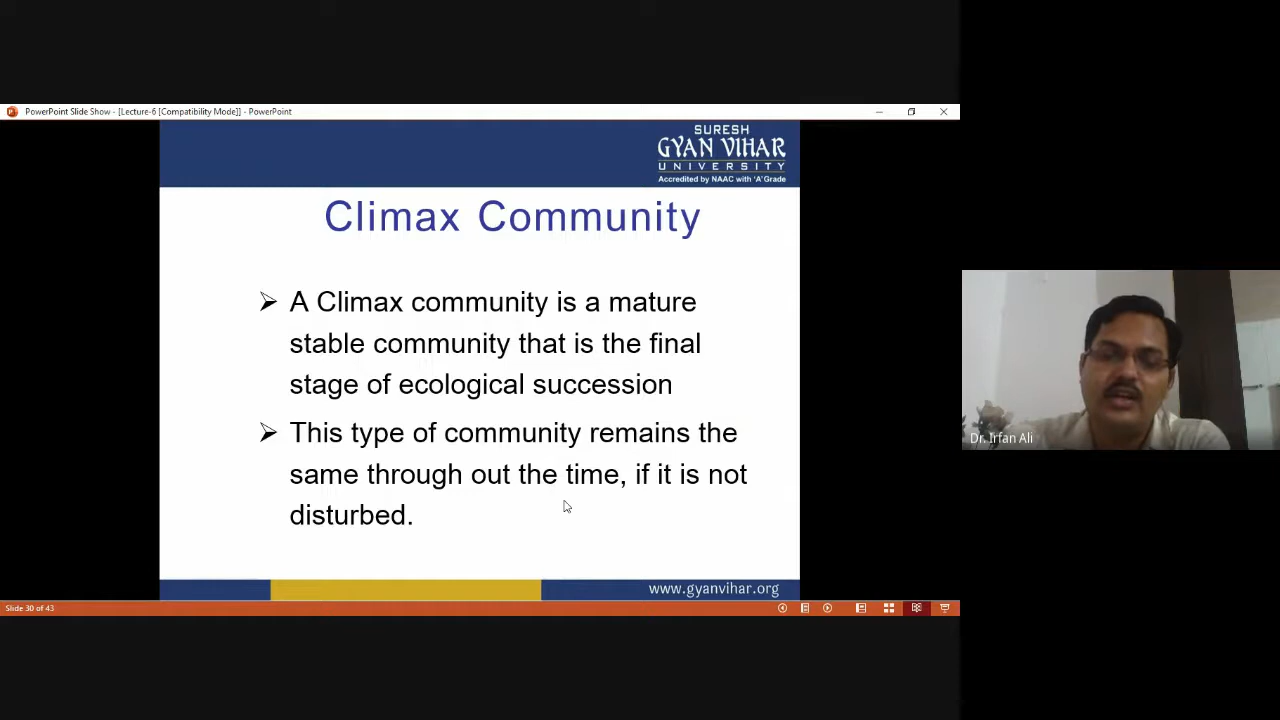 PowerPoint Slide Show - [Lecture-6 [Compatibility Mode]] - PowerPoint
SURESH
GYAN VIHAR
UNIVERSITY
Accredited by NAAC with 'A' Grade
Climax Community
➢ A Climax community is a mature
stable community that is the final
stage of ecological succession
➢ This type of community remains the
same through out the time, if it is not
disturbed.
Dr. Irfan Ali
www.gyanvihar.org
Slide 30 of 43